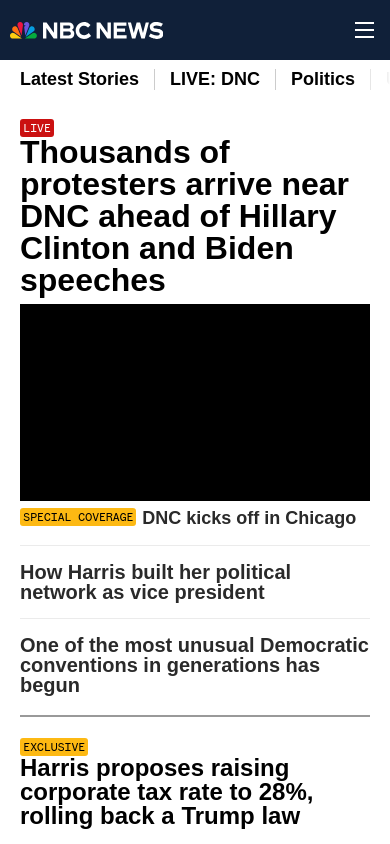 NBC NEWS
Latest Stories LIVE: DNC Politics
LIVE
Thousands of
protesters arrive near
DNC ahead of Hillary
Clinton and Biden
speeches
SPECIAL COVERAGE DNC kicks off in Chicago
How Harris built her political
network as vice president
One of the most unusual Democratic
conventions in generations has
begun
EXCLUSIVE
Harris proposes raising
corporate tax rate to 28%,
rolling back a Trump law